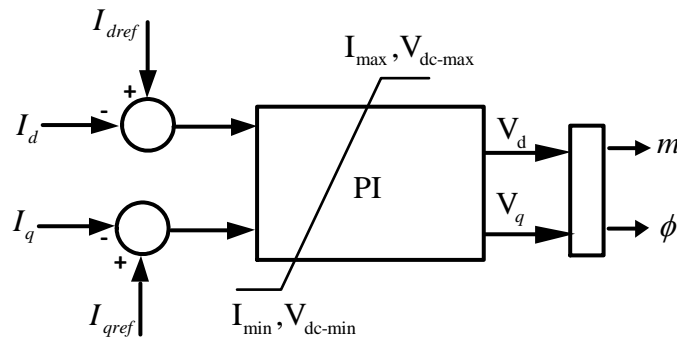 I_dref
I_max , V_dc-max
+
-
I_d
V_d
m
PI
I_q
V_q
-
ϕ
+
I_qref
I_min , V_dc-min